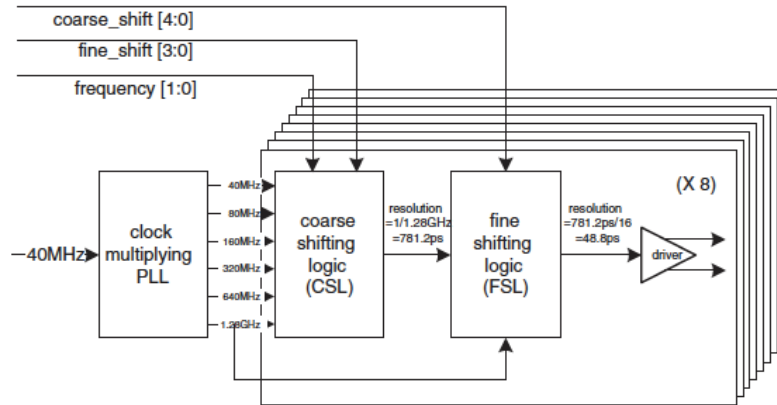 coarse_shift [4:0]
fine_shift [3:0]
frequency [1:0]
40MHz
clock
multiplying
PLL
40MHz
80MHz
160MHz
320MHz
640MHz
1.28GHz
coarse
shifting
logic
(CSL)
resolution
=1/1.28GHz
=781.2ps
fine
shifting
logic
(FSL)
resolution
=781.2ps/16
=48.8ps
(X 8)
driver